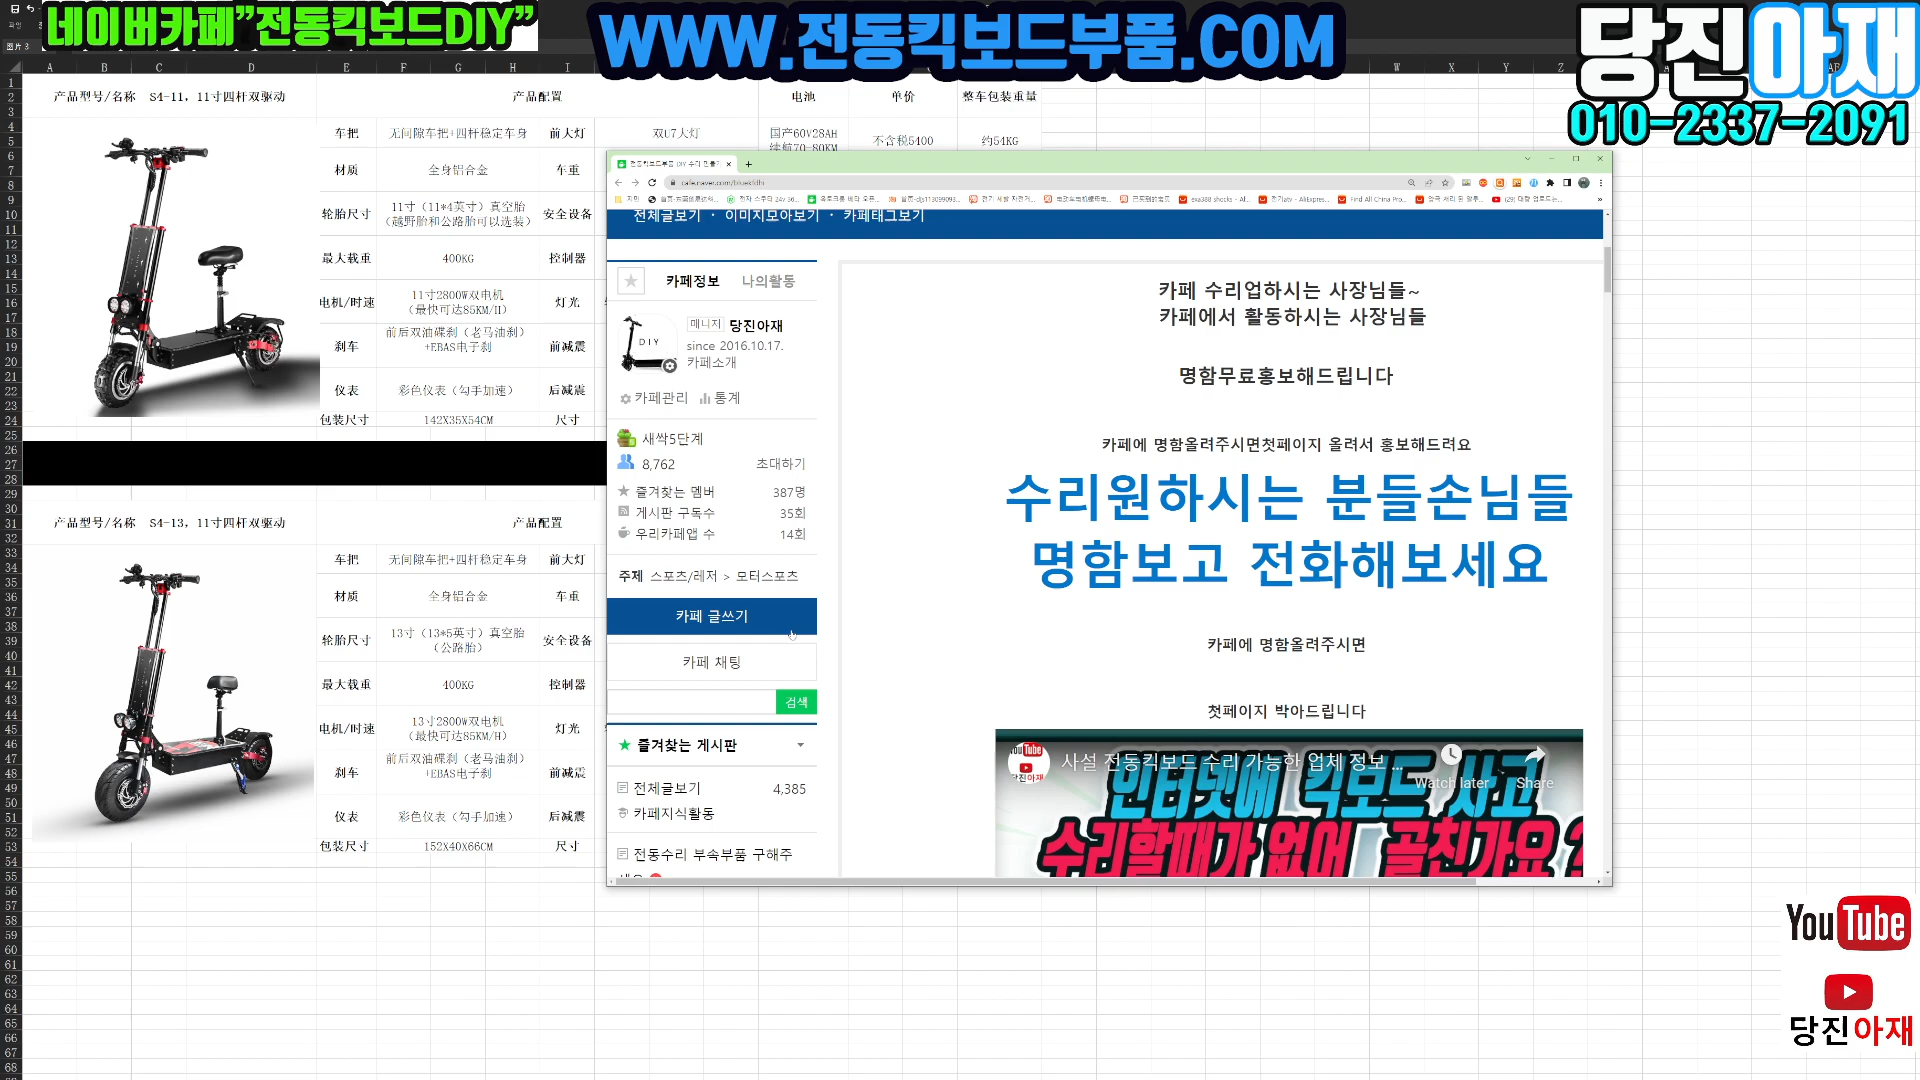 네이버카페"전동킥보드DIY"
WWW.전동킥보드부품.COM
당진아재
010-2337-2091
产品型号/名称 S4-11, 11寸四杆双驱动
产品配置
电池
单价
整车包装重量
车把
无间隙车把+四杆稳定车身
前大灯
双U7大灯
国产60V28AH
续航70-80KM
不含税5400
约54KG
材质
全身铝合金
车重
轮胎尺寸
11寸（11*4英寸）真空胎
（越野胎和公路胎可以选装）
安全设备
最大载重
400KG
控制器
电机/时速
11寸2800W双电机
（最快可达85KM/H）
灯光
刹车
前后双油碟刹（老马油刹）
+EBAS电子刹
前减震
仪表
彩色仪表（勾手加速）
后减震
包装尺寸
142X35X54CM
尺寸
产品型号/名称 S4-13, 11寸四杆双驱动
产品配置
车把
无间隙车把+四杆稳定车身
前大灯
材质
全身铝合金
车重
轮胎尺寸
13寸（13*5英寸）真空胎
（公路胎）
安全设备
最大载重
400KG
控制器
电机/时速
13寸2800W双电机
（最快可达85KM/H）
灯光
刹车
前后双油碟刹（老马油刹）
+EBAS电子刹
前减震
仪表
彩色仪表（勾手加速）
后减震
包装尺寸
152X40X66CM
尺寸
cafe.naver.com/bluekfdhi
전체글보기 · 이미지모아보기 · 카페태그보기
카페정보
나의활동
DIY
매니저 당진아재
since 2016.10.17.
카페소개
카페관리
통계
새싹5단계
8,762
초대하기
즐겨찾는 멤버 387명
게시판 구독수 35회
우리카페앱 수 14회
주제 스포츠/레저 > 모터스포츠
카페 글쓰기
카페 채팅
검색
즐겨찾는 게시판
전체글보기 4,385
카페지식활동
전동수리 부속부품 구해주
카페 수리업하시는 사장님들~
카페에서 활동하시는 사장님들
명함무료홍보해드립니다
카페에 명함올려주시면첫페이지 올려서 홍보해드려요
수리원하시는 분들손님들
명함보고 전화해보세요
카페에 명함올려주시면
첫페이지 박아드립니다
사설 전동킥보드 수리 가능한 업체 정보 ...
Watch later
Share
인터넷에 킥보드 사고
수리할때가 없어 골친가요?
YouTube
당진아재